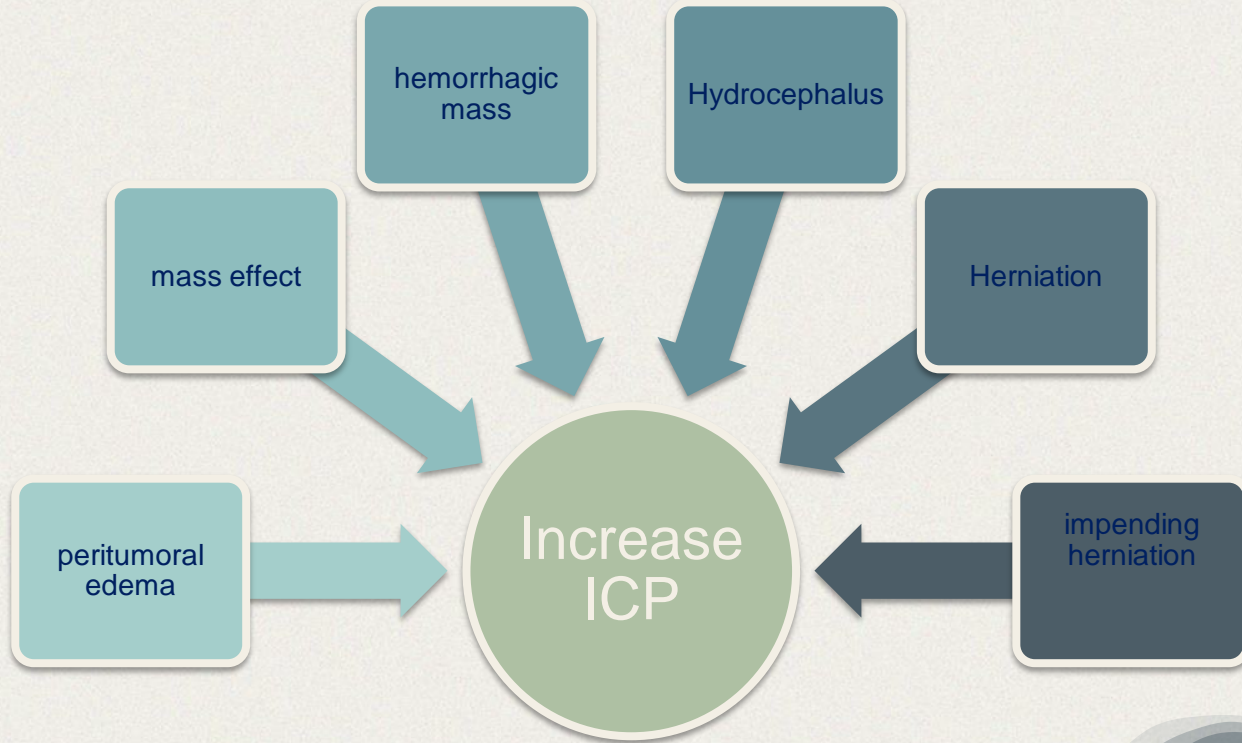 hemorrhagic
mass
Hydrocephalus
mass effect
Herniation
peritumoral
edema
Increase
ICP
impending
herniation